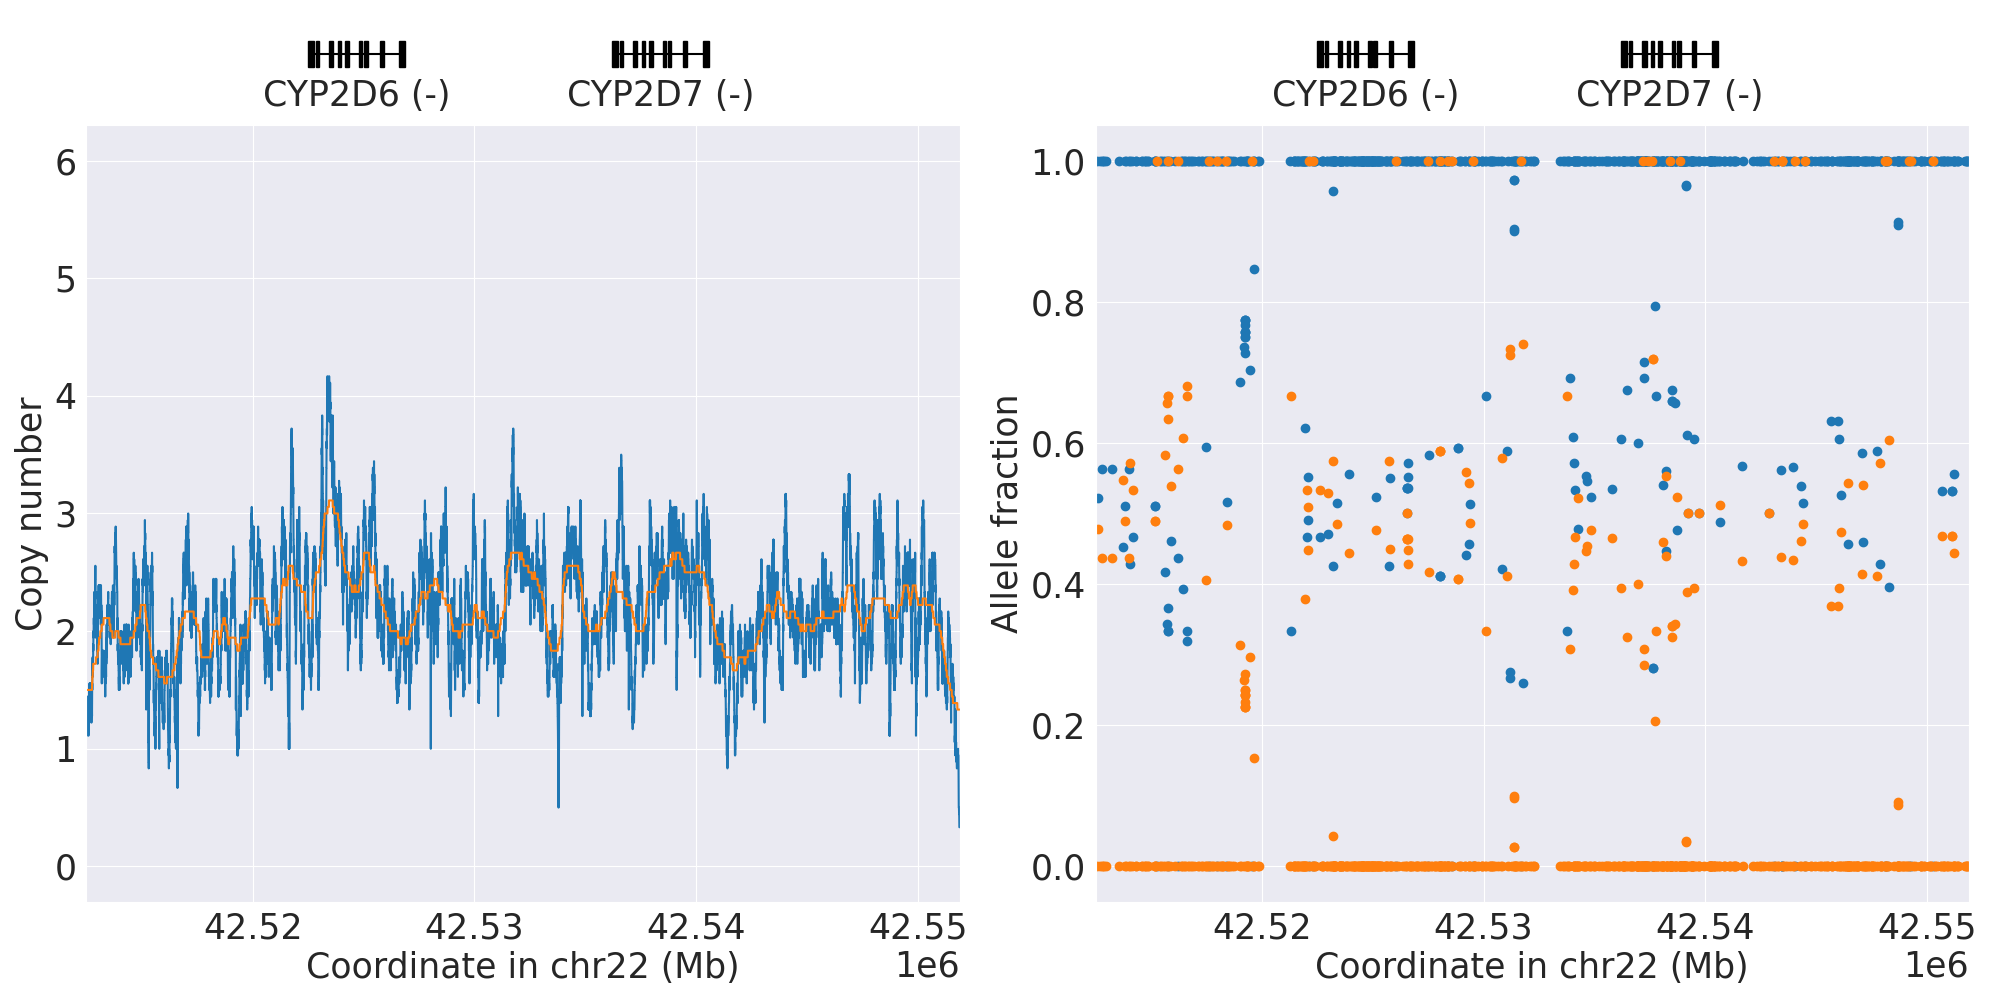 CYP2D6 (-) CYP2D7 (-)
CYP2D6 (-) CYP2D7 (-)
Copy number
6
5
4
3
2
1
0
42.52 42.53 42.54 42.55
Coordinate in chr22 (Mb) 1e6
Allele fraction
1.0
0.8
0.6
0.4
0.2
0.0
42.52 42.53 42.54 42.55
Coordinate in chr22 (Mb) 1e6